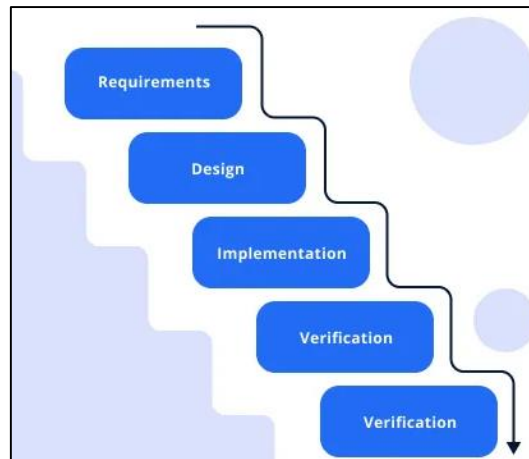 Requirements
Design
Implementation
Verification
Verification